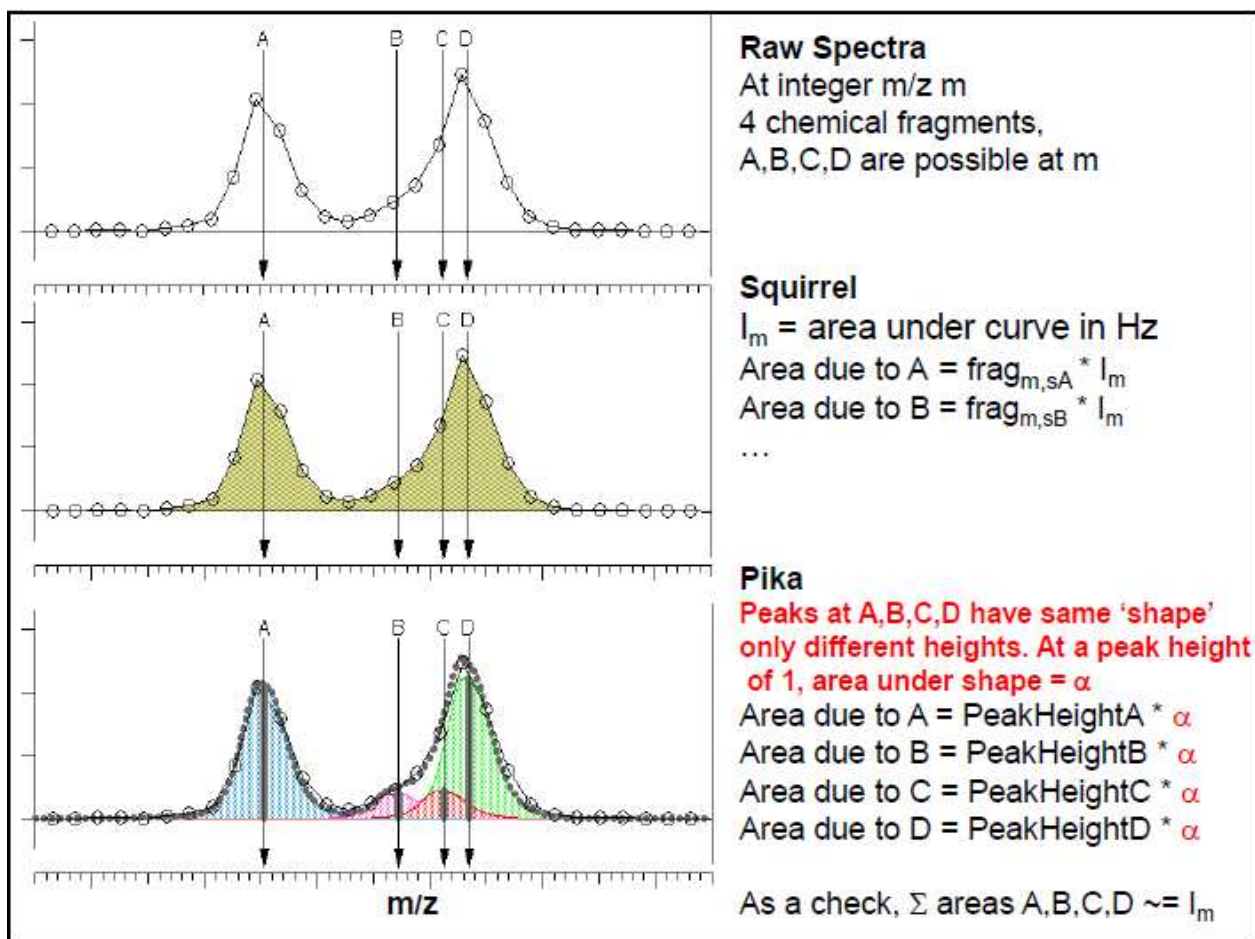 A B C D
Raw Spectra
At integer m/z m
4 chemical fragments,
A,B,C,D are possible at m
A B C D
Squirrel
Iₘ = area under curve in Hz
Area due to A = fragₘ,ₛA * Iₘ
Area due to B = fragₘ,ₛB * Iₘ
…
A B C D
Pika
Peaks at A,B,C,D have same ‘shape’
only different heights. At a peak height
of 1, area under shape = α
Area due to A = PeakHeightA * α
Area due to B = PeakHeightB * α
Area due to C = PeakHeightC * α
Area due to D = PeakHeightD * α
m/z
As a check, Σ areas A,B,C,D ~= Iₘ